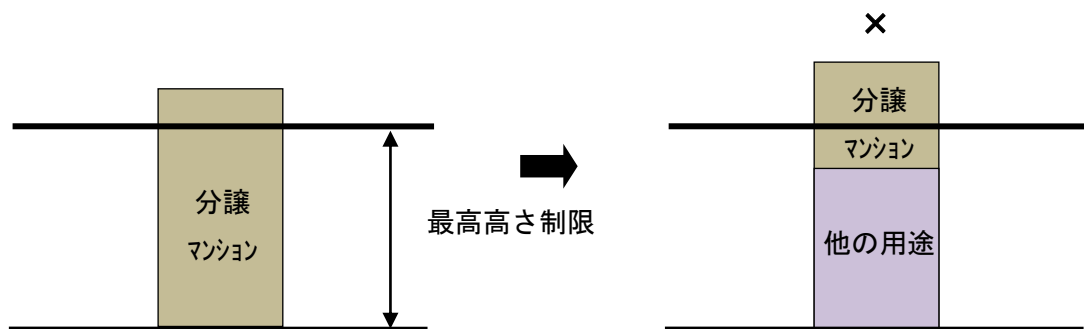 ×
分譲
マンション
最高高さ制限
分譲
マンション
他の用途